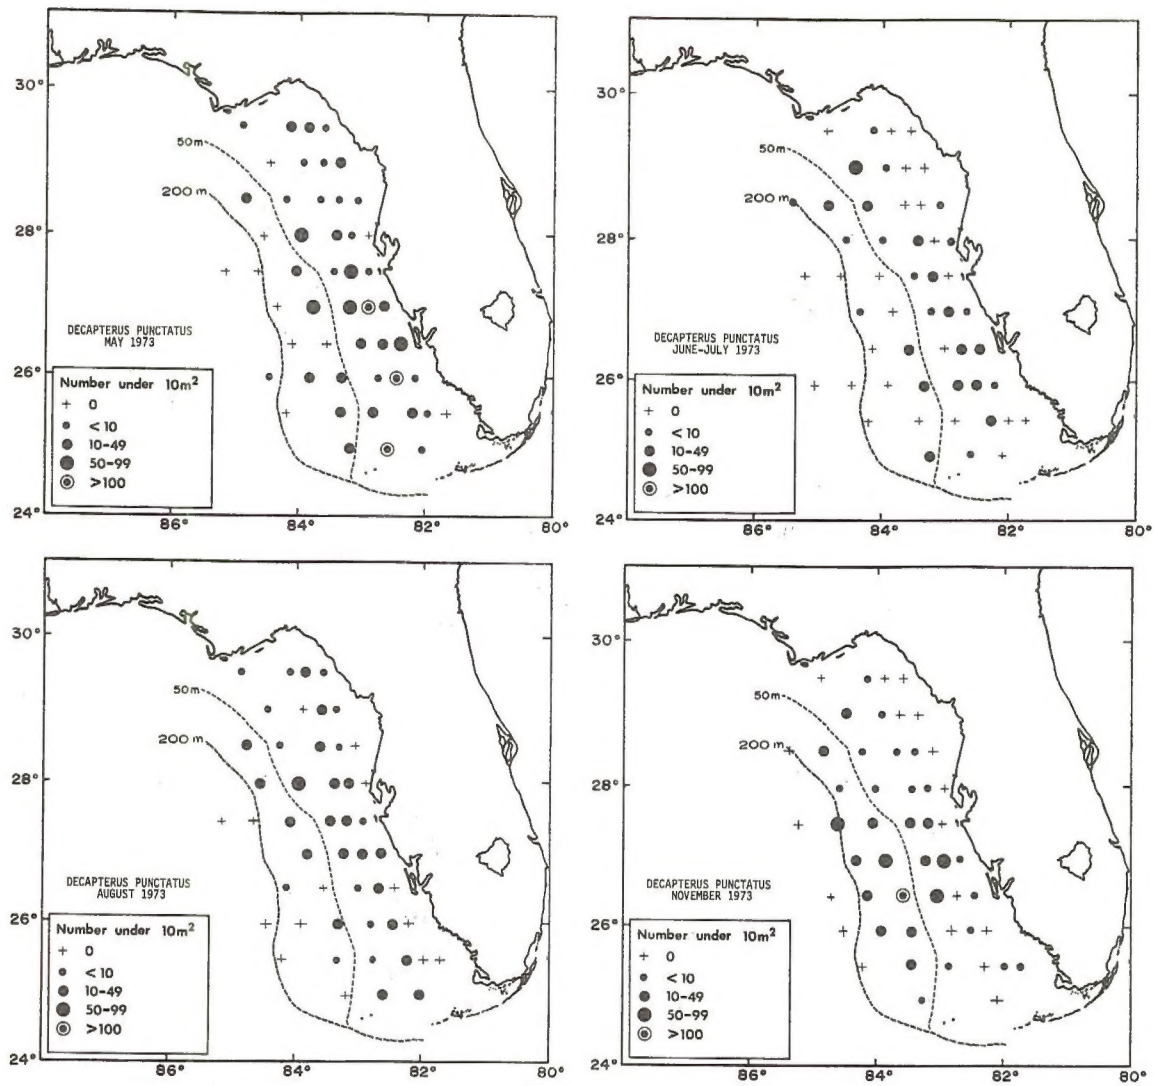 30°
50m
200 m
28°
DECAPTERUS PUNCTATUS
MAY 1973
Number under 10m²
+ 0
<10
26°
10-49
50-99
>100
24°
86°
84°
82°
80°
30°
50m
200 m
28°
DECAPTERUS PUNCTATUS
JUNE-JULY 1973
Number under 10m²
+ 0
<10
26°
10-49
50-99
>100
24°
86°
84°
82°
80°
30°
50m
200 m
28°
DECAPTERUS PUNCTATUS
AUGUST 1973
26°
Number under 10m²
+ 0
<10
10-49
50-99
>100
24°
86°
84°
82°
80°
30°
50m
200 m
28°
DECAPTERUS PUNCTATUS
NOVEMBER 1973
26°
Number under 10m²
+ 0
<10
10-49
50-99
>100
24°
86°
84°
82°
80°